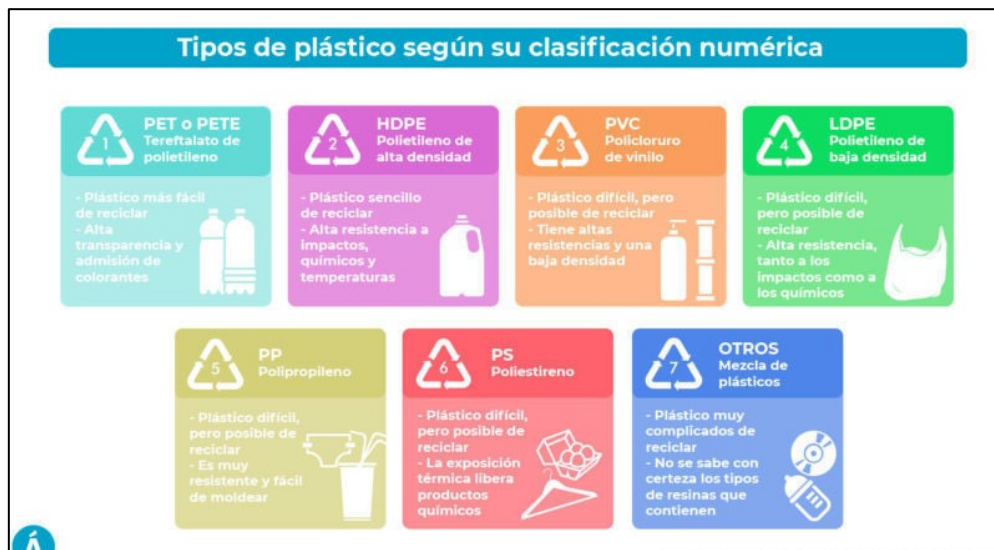 Tipos de plástico según su clasificación numérica
1
PET o PETE
Tereftalato de
polietileno
- Plástico más fácil
de reciclar
- Alta
transparencia y
admisión de
colorantes
2
HDPE
Polietileno de
alta densidad
- Plástico sencillo
de reciclar
- Alta resistencia a
impactos,
químicos y
temperaturas
3
PVC
Policloruro
de vinilo
- Plástico difícil, pero
posible de reciclar
- Tiene altas
resistencias y una
baja densidad
4
LDPE
Polietileno de
baja densidad
- Plástico difícil,
pero posible de
reciclar
- Alta resistencia,
tanto a los
impactos como a
los químicos
5
PP
Polipropileno
- Plástico difícil,
pero posible de
reciclar
- Es muy
resistente y fácil
de moldear
6
PS
Poliestireno
- Plástico difícil,
pero posible de
reciclar
- La exposición
térmica libera
productos
químicos
7
OTROS
Mezcla de
plásticos
- Plástico muy
complicados de
reciclar
- No se sabe con
certeza los tipos
de resinas que
contienen
Á